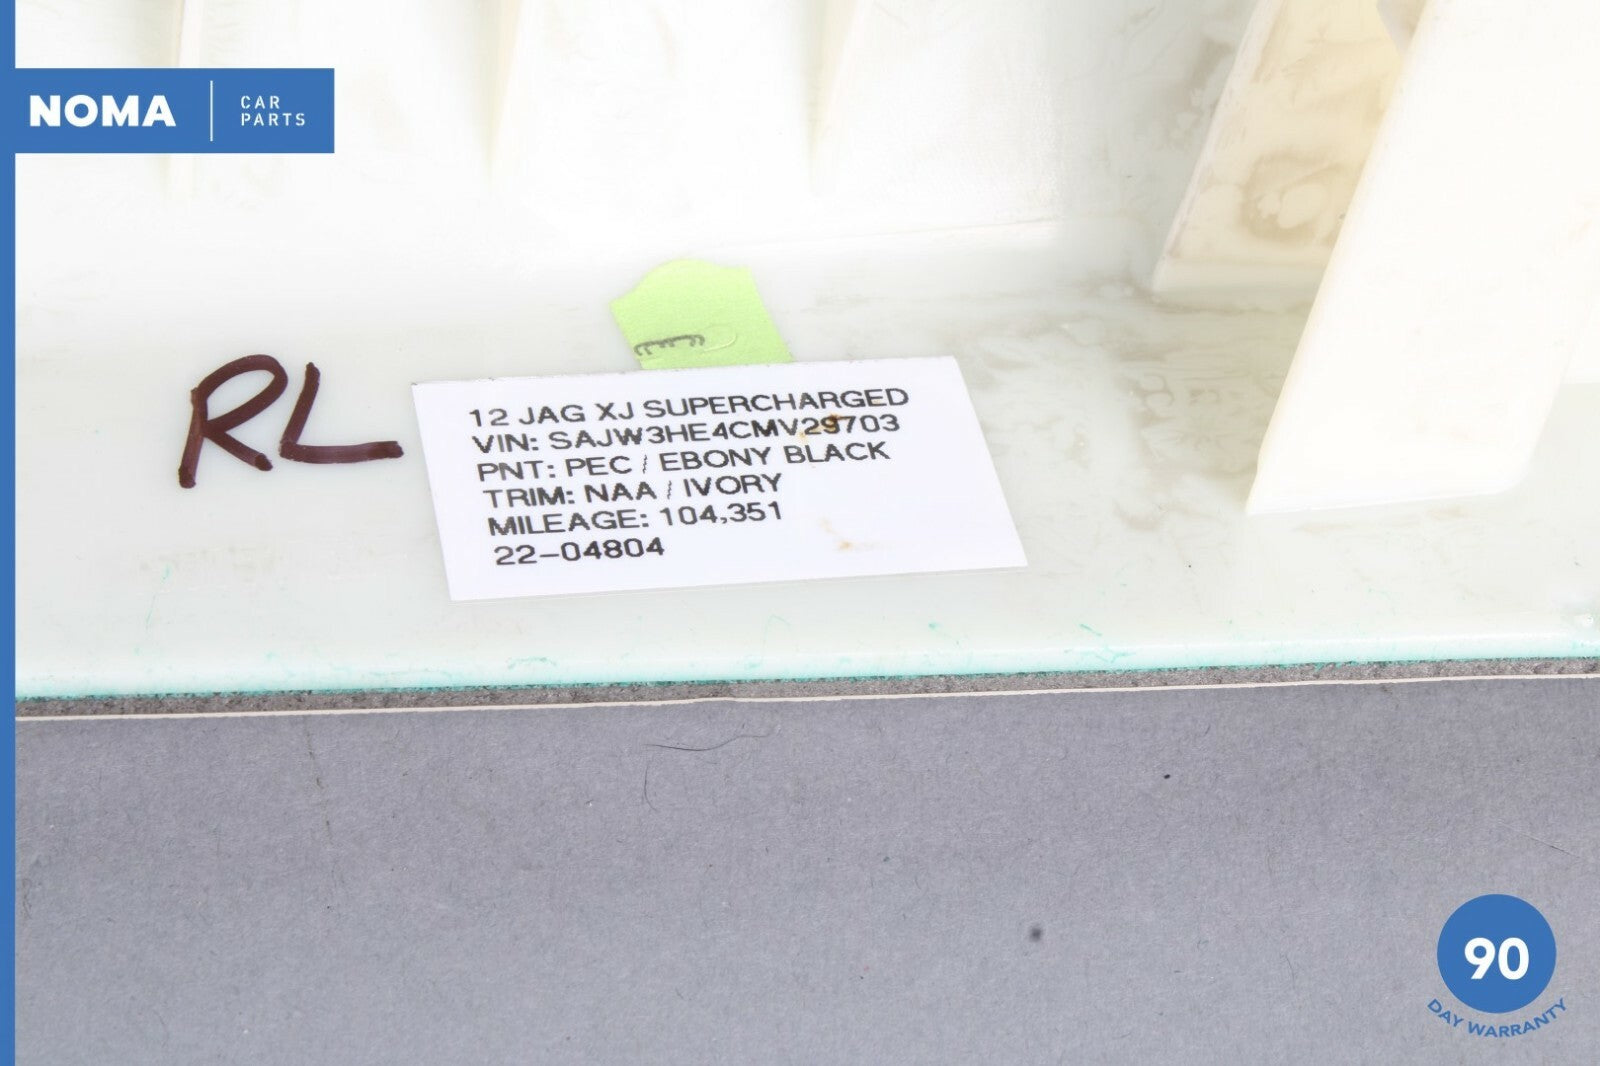 NOMA
CAR
PARTS
RL
12 JAG XJ SUPERCHARGED
VIN: SAJW3HE4CMV29703
PNT: PEC / EBONY BLACK
TRIM: NAA / IVORY
MILEAGE: 104,351
22-04804
90
DAY WARRANTY